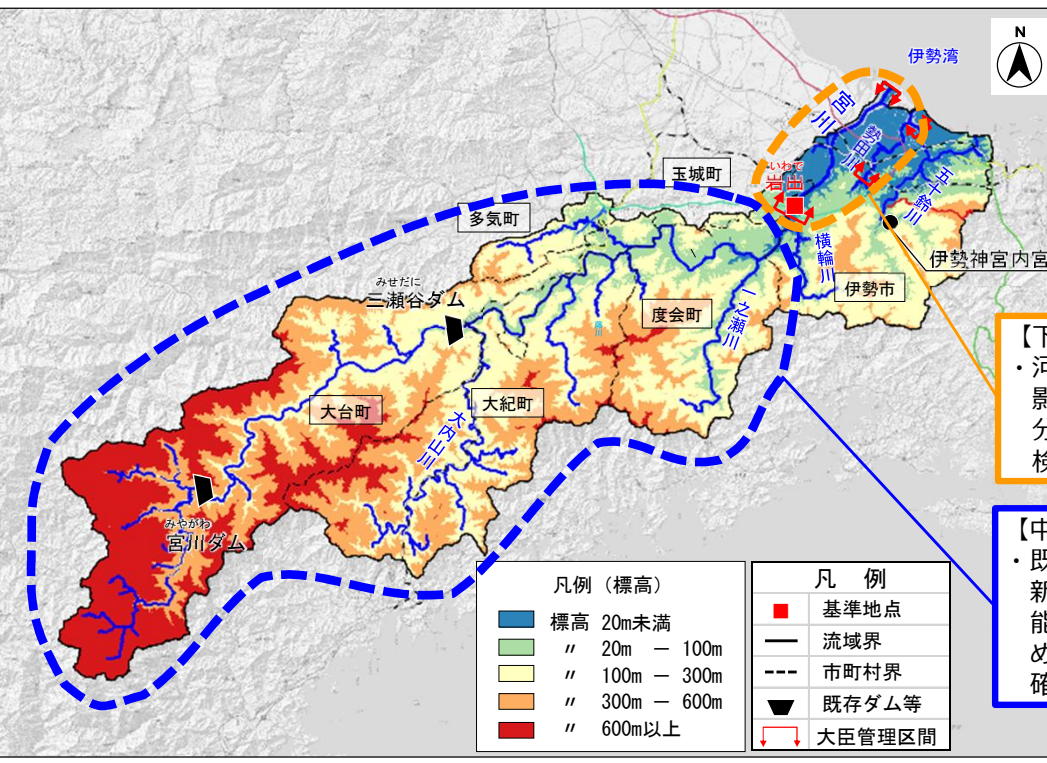 N
伊勢湾
宮川
勢田川
五十鈴川
いわで
岩出
玉城町
多気町
横輪川
伊勢神宮内宮
伊勢市
みせだに
三瀬谷ダム
度会町
一之瀬川
大台町
大紀町
大内山川
みやがわ
宮川ダム
【下
・河
影
分
検
【中
・既
新
能
め
確
凡例（標高）
標高 20m未満
〃 20m － 100m
〃 100m － 300m
〃 300m － 600m
〃 600m以上
凡 例
基準地点
流域界
市町村界
既存ダム等
大臣管理区間